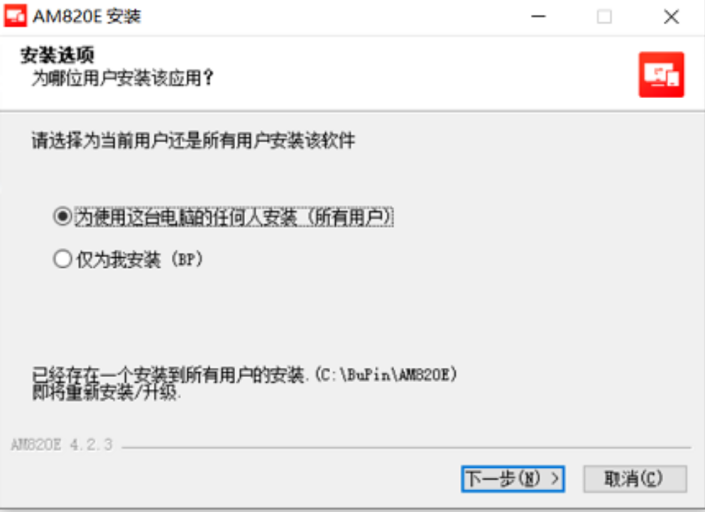 AM820E 安装
安装选项
为哪位用户安装该应用?
请选择为当前用户还是所有用户安装该软件
为使用这台电脑的任何人安装 (所有用户)
仅为我安装 (BP)
已经存在一个安装到所有用户的安装.(C:\BuPin\AM820E)
即将重新安装/升级.
AM820E 4.2.3
下一步(N) >
取消(C)